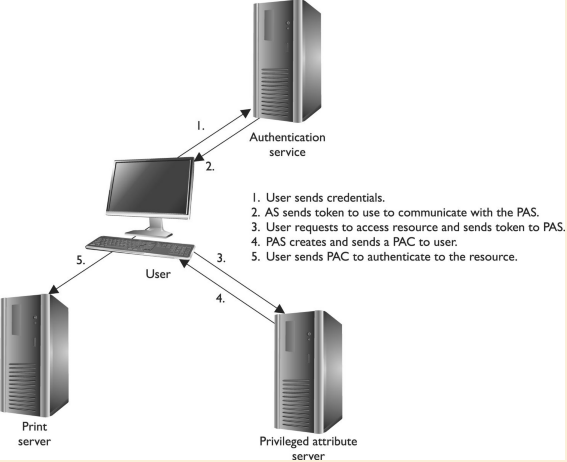 Authentication
service
1.
2.
1. User sends credentials.
2. AS sends token to use to communicate with the PAS.
3. User requests to access resource and sends token to PAS.
4. PAS creates and sends a PAC to user.
5. User sends PAC to authenticate to the resource.
User
5.
3.
4.
Print
server
Privileged attribute
server